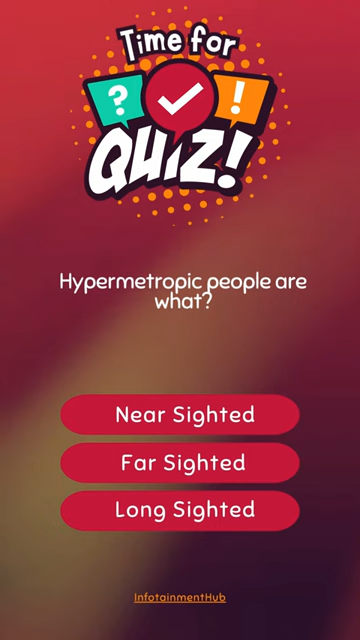 Time for
?
!
QUIZ!
Hypermetropic people are
what?
Near Sighted
Far Sighted
Long Sighted
InfotainmentHub